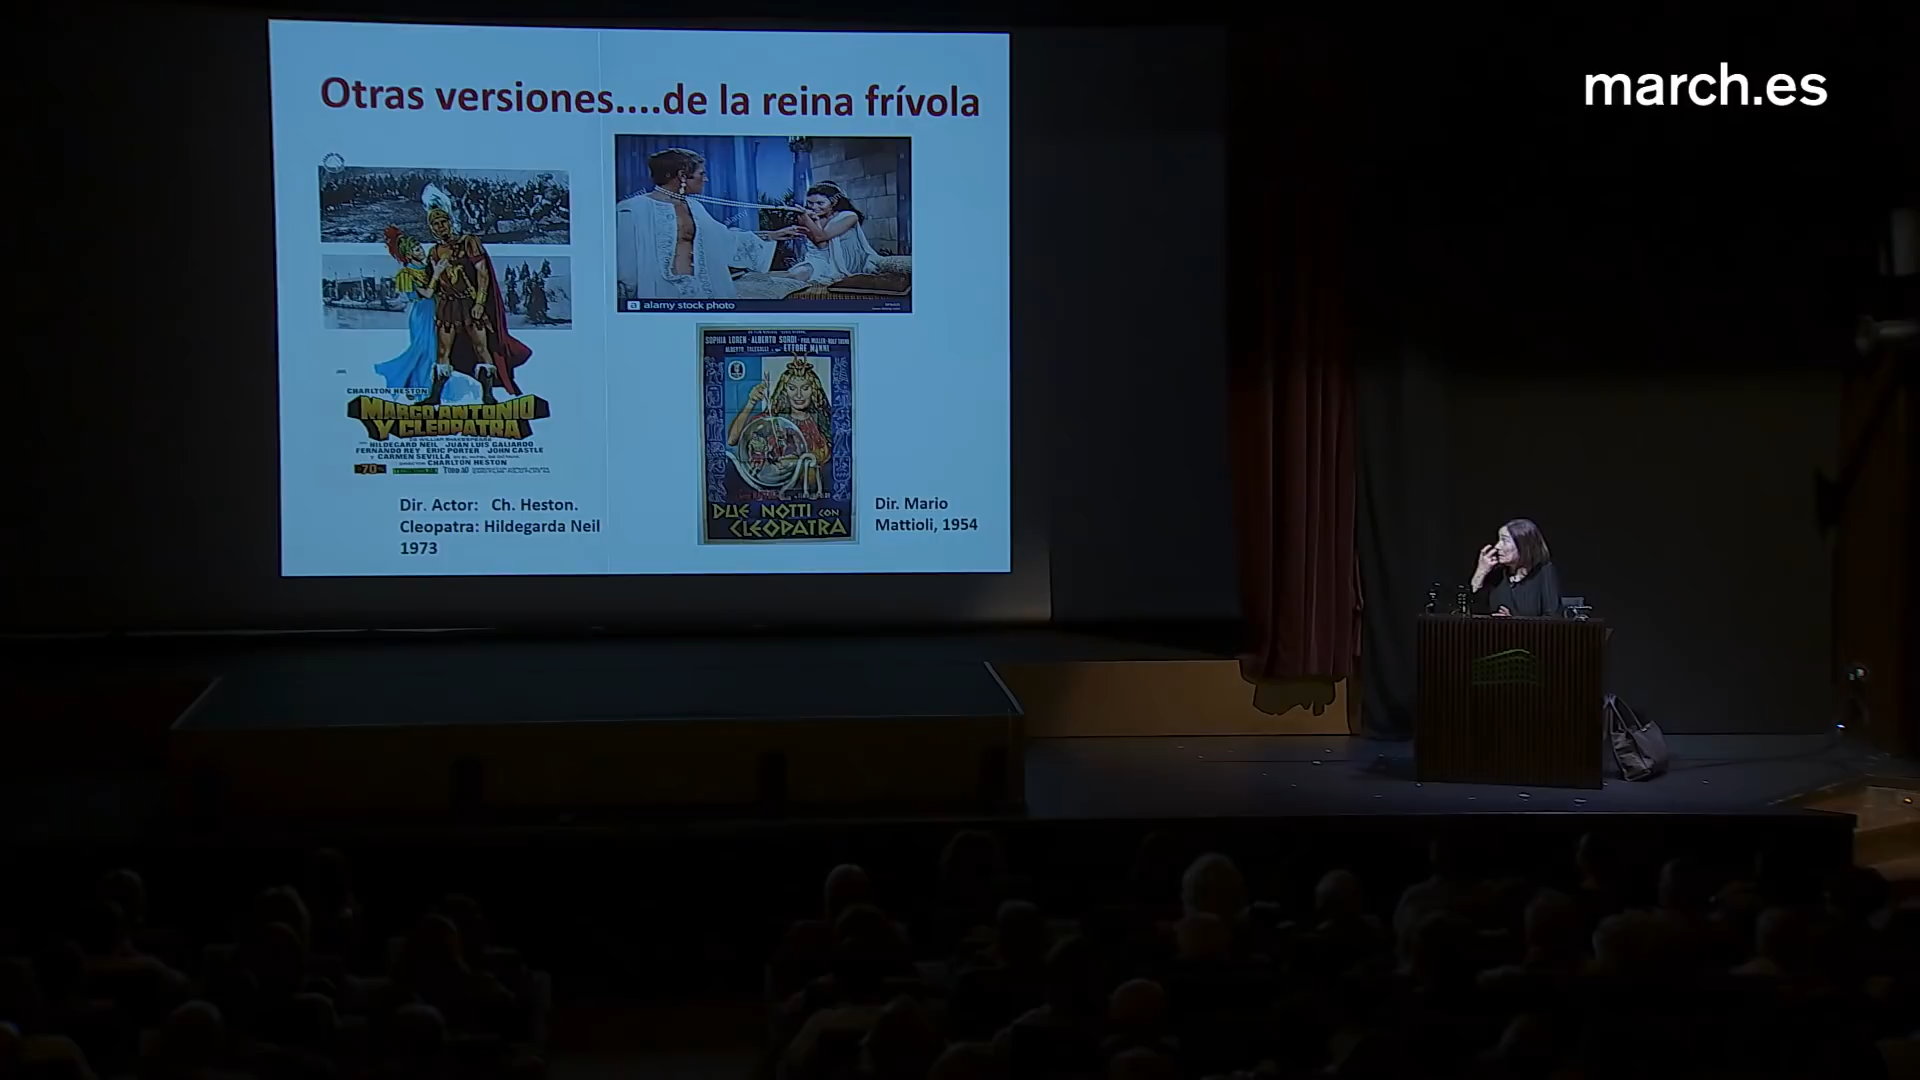 march.es
Otras versiones....de la reina frívola
a alamy stock photo
CHARLTON HESTON
MARCO ANTONIO
Y CLEOPATRA
HILDEGARD NEIL JUAN LUIS GALIARDO
FERNANDO REY ERIC PORTER JOHN CASTLE
Y CARMEN SEVILLA
CHARLTON HESTON
70
Dir. Actor: Ch. Heston.
Cleopatra: Hildegarda Neil
1973
SOPHIA LOREN - ALBERTO SORDI
ETTORE MANNI
DUE NOTTI CON
CLEOPATRA
Dir. Mario
Mattioli, 1954